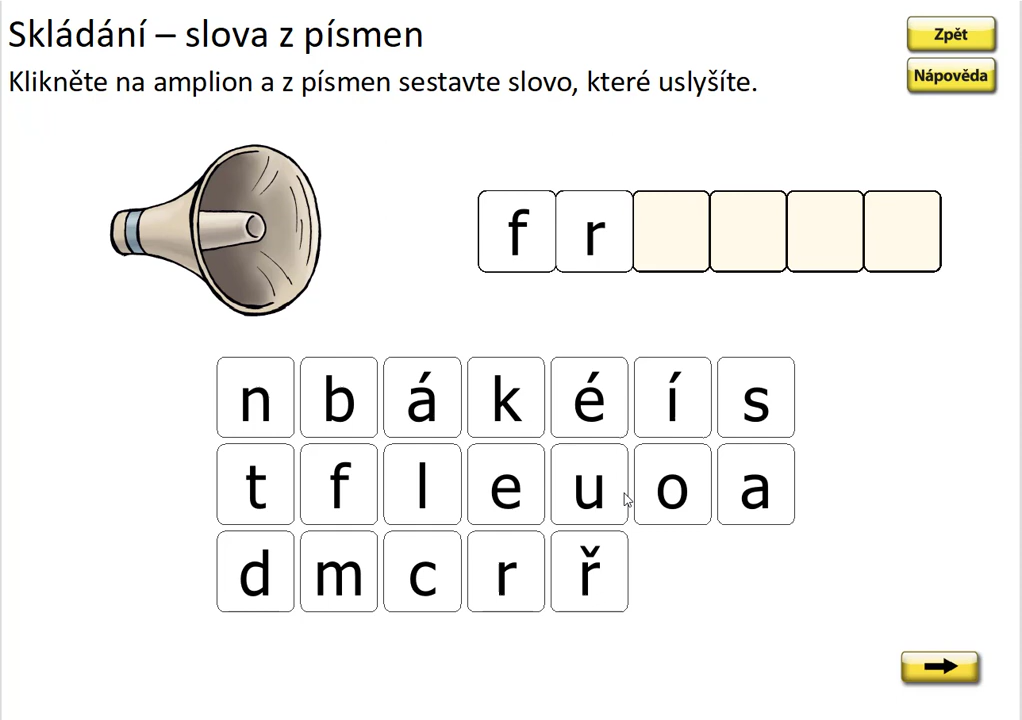 Skládání – slova z písmen
Zpět
Klikněte na amplion a z písmen sestavte slovo, které uslyšíte.
Nápověda
f r
n b á k é í s
t f l e u o a
d m c r ř